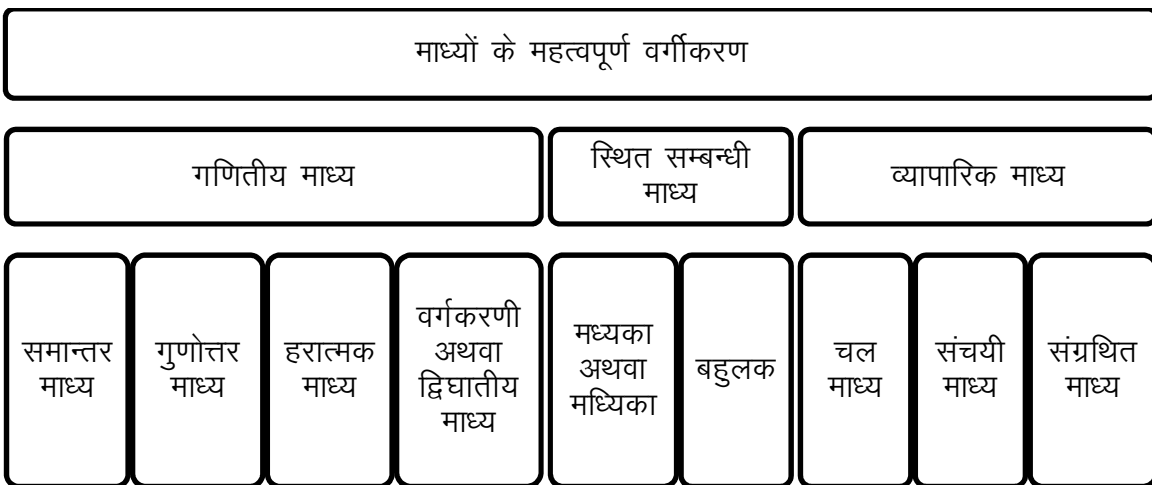 माध्यों के महत्वपूर्ण वर्गीकरण
गणितीय माध्य
स्थित सम्बन्धी
माध्य
व्यापारिक माध्य
समान्तर
माध्य
गुणोत्तर
माध्य
हरात्मक
माध्य
वर्गकरणी
अथवा
द्विघातीय
माध्य
मध्यका
अथवा
मध्यिका
बहुलक
चल
माध्य
संचयी
माध्य
संग्रथित
माध्य